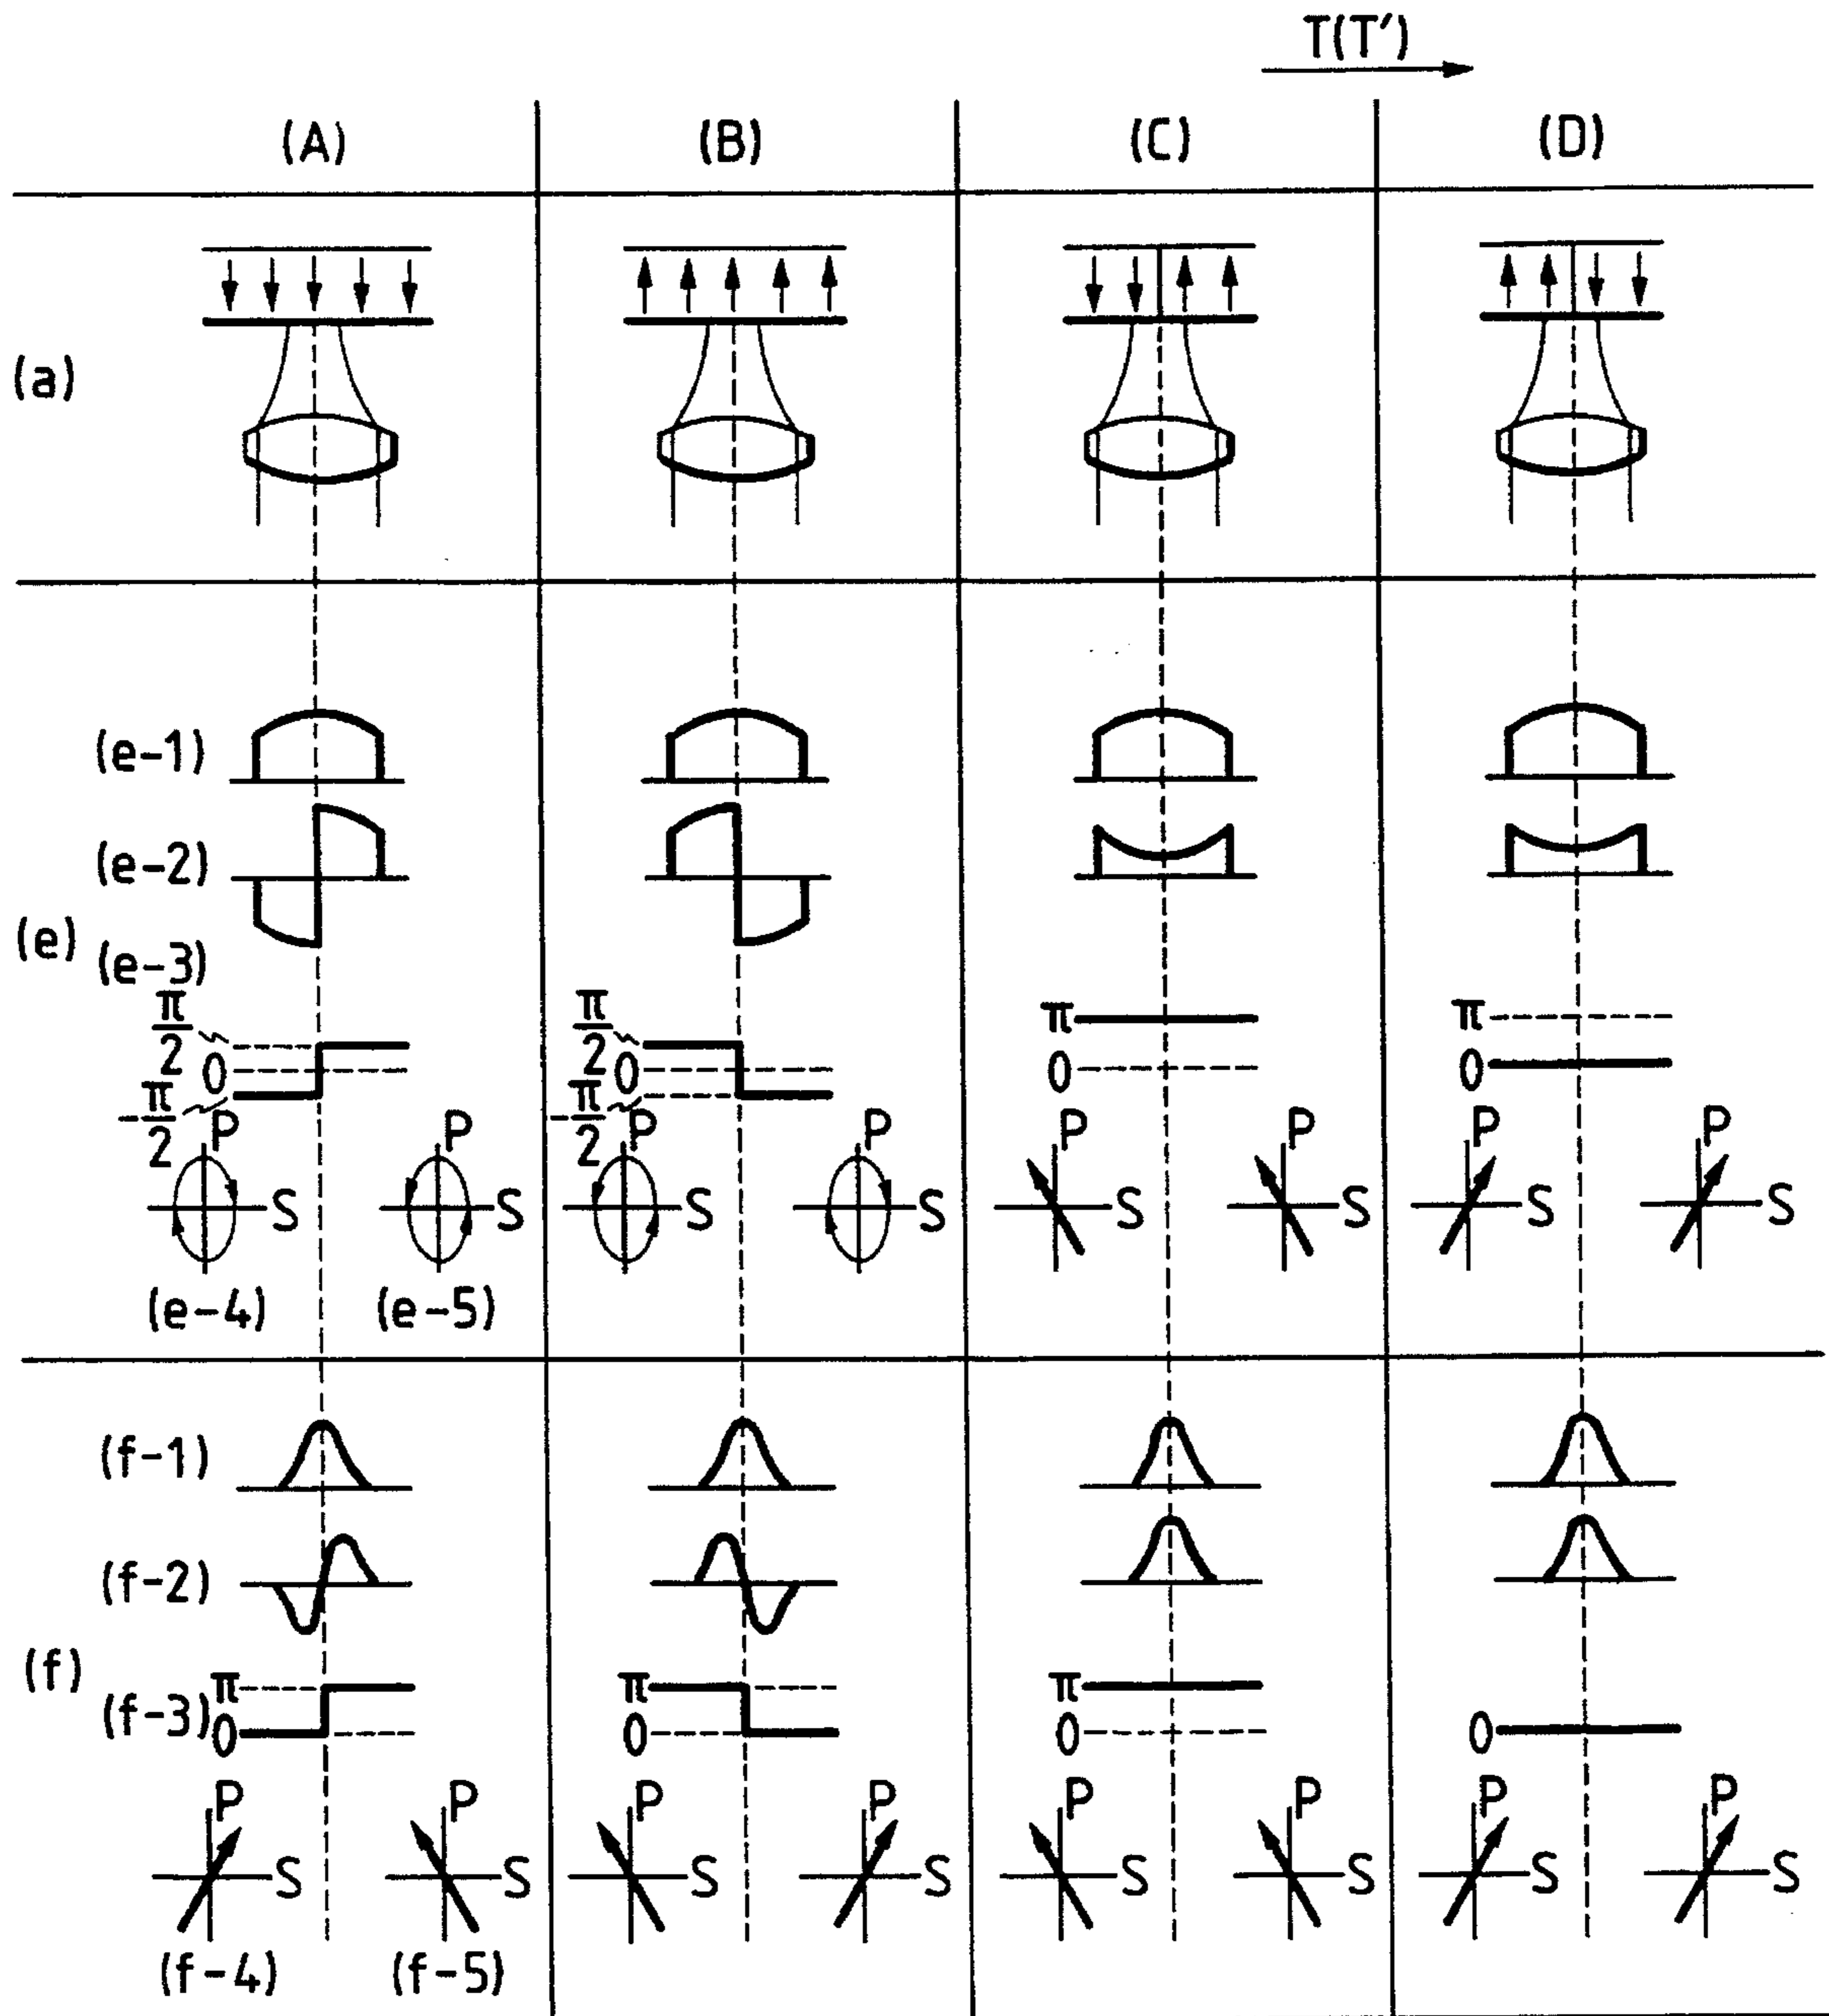 T(T′)
(A) (B) (C) (D)
(a)
(e-1)
(e-2)
(e)
(e-3)
π/2 0 -π/2
π/2 0 -π/2
π 0
π 0
P S P S
P S P S
P S P S
P S P S
(e-4) (e-5)
(f-1)
(f-2)
(f)
(f-3)
π 0
π 0
π 0
0
P S P S
P S P S
P S P S
P S P S
(f-4) (f-5)